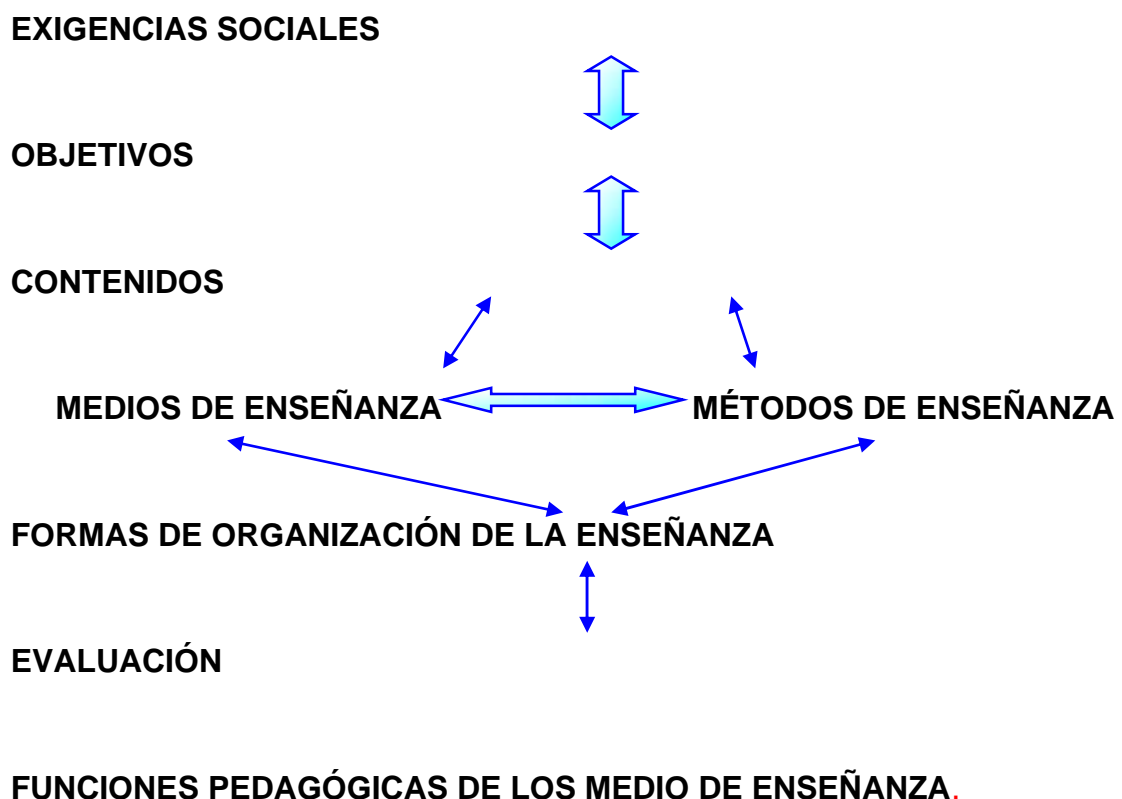 EXIGENCIAS SOCIALES
OBJETIVOS
CONTENIDOS
MEDIOS DE ENSEÑANZA MÉTODOS DE ENSEÑANZA
FORMAS DE ORGANIZACIÓN DE LA ENSEÑANZA
EVALUACIÓN
FUNCIONES PEDAGÓGICAS DE LOS MEDIO DE ENSEÑANZA.